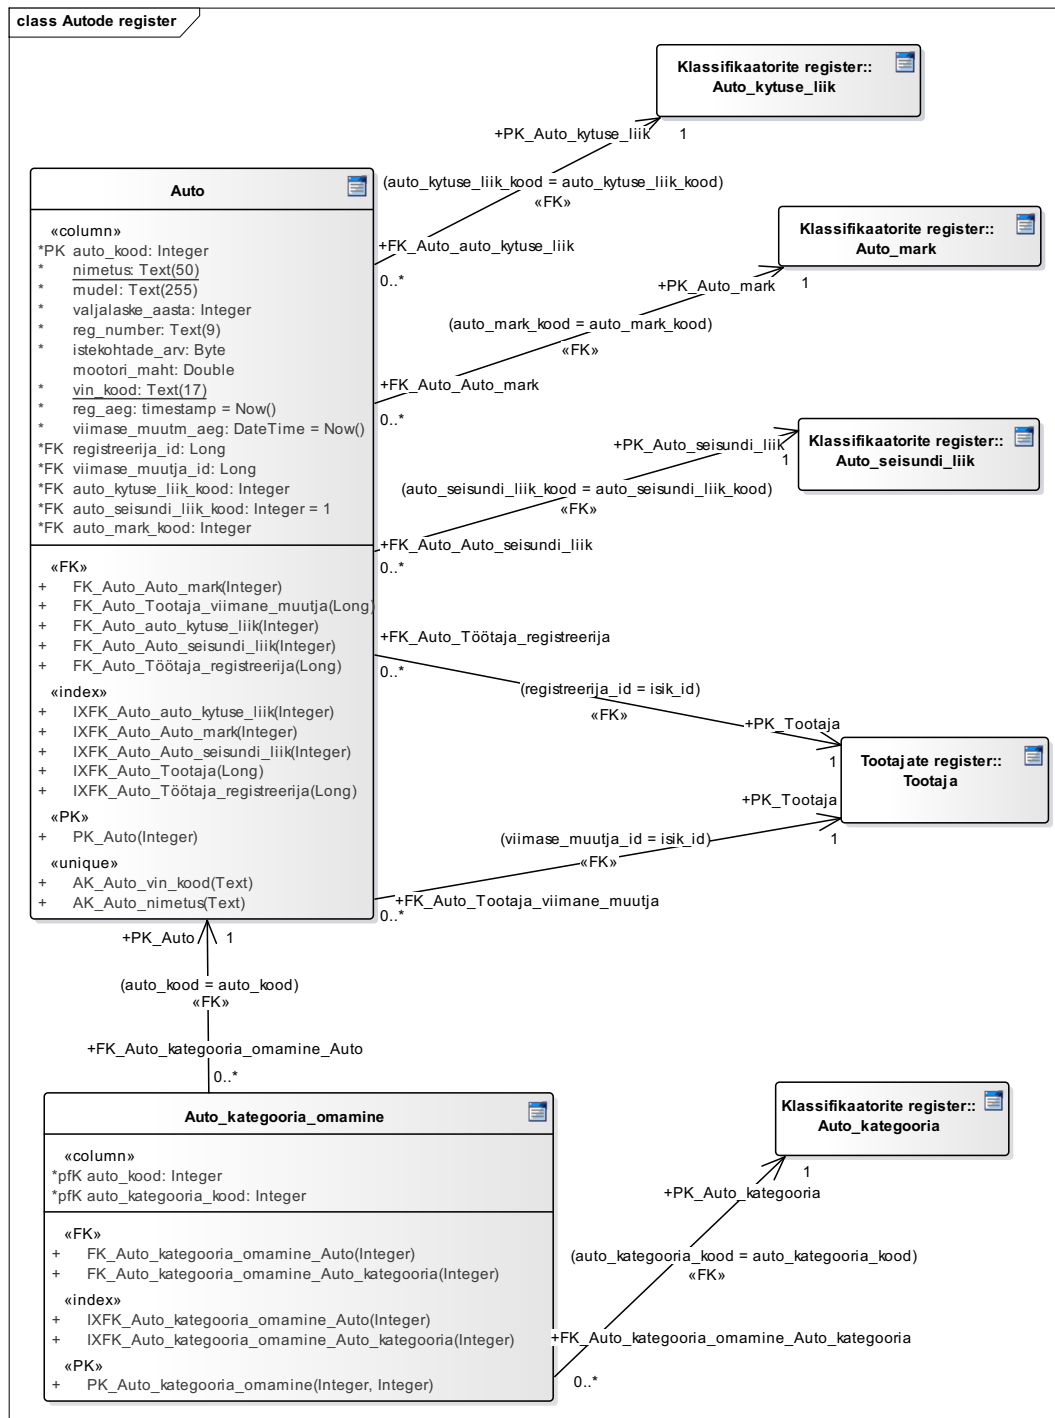 class Autode register
Klassifikaatorite register::
Auto_kytuse_liik
+PK_Auto_kytuse_liik 1
(auto_kytuse_liik_kood = auto_kytuse_liik_kood)
«FK»
+FK_Auto_auto_kytuse_liik
0..*
Klassifikaatorite register::
Auto_mark
+PK_Auto_mark 1
(auto_mark_kood = auto_mark_kood)
«FK»
+FK_Auto_Auto_mark
0..*
Klassifikaatorite register::
Auto_seisundi_liik
+PK_Auto_seisundi_liik 1
(auto_seisundi_liik_kood = auto_seisundi_liik_kood)
«FK»
+FK_Auto_Auto_seisundi_liik
0..*
Auto
«column»
*PK auto_kood: Integer
* nimetus: Text(50)
* mudel: Text(255)
* valjalaske_aasta: Integer
* reg_number: Text(9)
* istekohtade_arv: Byte
mootori_maht: Double
* vin_kood: Text(17)
* reg_aeg: timestamp = Now()
* viimase_muutm_aeg: DateTime = Now()
*FK registreerija_id: Long
*FK viimase_muutja_id: Long
*FK auto_kytuse_liik_kood: Integer
*FK auto_seisundi_liik_kood: Integer = 1
*FK auto_mark_kood: Integer
«FK»
+ FK_Auto_Auto_mark(Integer)
+ FK_Auto_Tootaja_viimane_muutja(Long)
+ FK_Auto_auto_kytuse_liik(Integer)
+ FK_Auto_Auto_seisundi_liik(Integer)
+ FK_Auto_Töötaja_registreerija(Long)
«index»
+ IXFK_Auto_auto_kytuse_liik(Integer)
+ IXFK_Auto_Auto_mark(Integer)
+ IXFK_Auto_Auto_seisundi_liik(Integer)
+ IXFK_Auto_Tootaja(Long)
+ IXFK_Auto_Töötaja_registreerija(Long)
«PK»
+ PK_Auto(Integer)
«unique»
+ AK_Auto_vin_kood(Text)
+ AK_Auto_nimetus(Text)
+FK_Auto_Töötaja_registreerija
0..*
(registreerija_id = isik_id)
«FK»
+PK_Tootaja
1
Tootajate register::
Tootaja
+PK_Tootaja
1
(viimase_muutja_id = isik_id)
«FK»
+FK_Auto_Tootaja_viimane_muutja
0..*
+PK_Auto 1
(auto_kood = auto_kood)
«FK»
+FK_Auto_kategooria_omamine_Auto
0..*
Auto_kategooria_omamine
«column»
*pfK auto_kood: Integer
*pfK auto_kategooria_kood: Integer
«FK»
+ FK_Auto_kategooria_omamine_Auto(Integer)
+ FK_Auto_kategooria_omamine_Auto_kategooria(Integer)
«index»
+ IXFK_Auto_kategooria_omamine_Auto(Integer)
+ IXFK_Auto_kategooria_omamine_Auto_kategooria(Integer)
«PK»
+ PK_Auto_kategooria_omamine(Integer, Integer)
Klassifikaatorite register::
Auto_kategooria
1
+PK_Auto_kategooria
(auto_kategooria_kood = auto_kategooria_kood)
«FK»
+FK_Auto_kategooria_omamine_Auto_kategooria
0..*